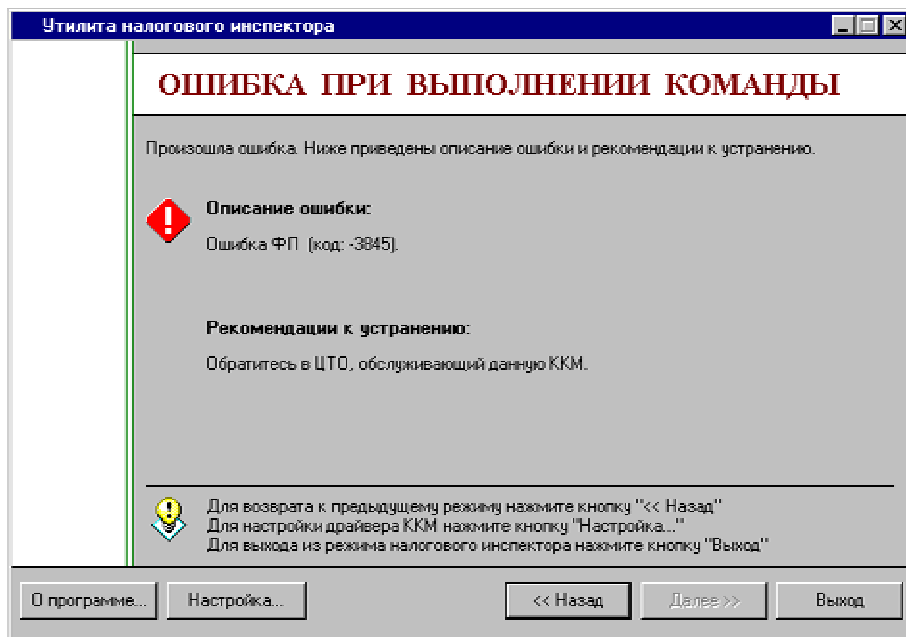 Утилита налогового инспектора
ОШИБКА ПРИ ВЫПОЛНЕНИИ КОМАНДЫ
Произошла ошибка. Ниже приведены описание ошибки и рекомендации к устранению.
Описание ошибки:
Ошибка ФП (код: -3845).
Рекомендации к устранению:
Обратитесь в ЦТО, обслуживающий данную ККМ.
Для возврата к предыдущему режиму нажмите кнопку "<< Назад"
Для настройки драйвера ККМ нажмите кнопку "Настройка..."
Для выхода из режима налогового инспектора нажмите кнопку "Выход"
О программе... Настройка... << Назад Далее >> Выход